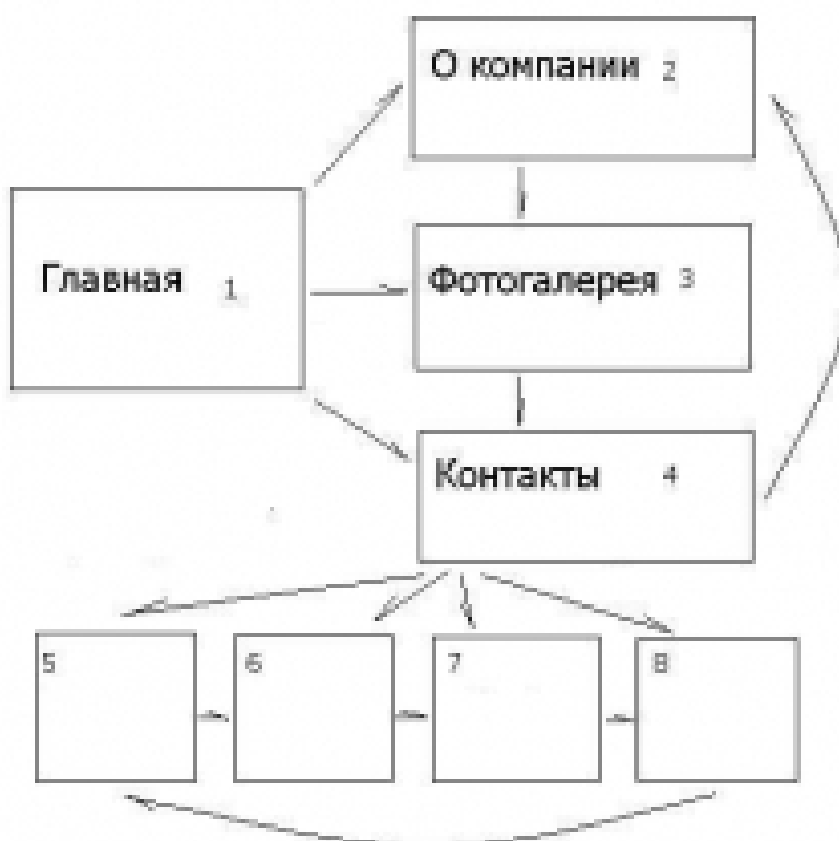 О компании 2
Главная 1
Фотогалерея 3
Контакты 4
5 6 7 8